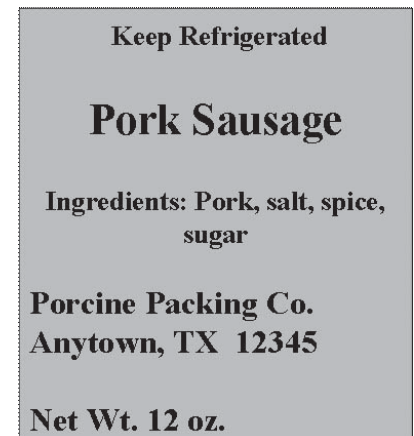 Keep Refrigerated
Pork Sausage
Ingredients: Pork, salt, spice,
sugar
Porcine Packing Co.
Anytown, TX  12345
Net Wt. 12 oz.